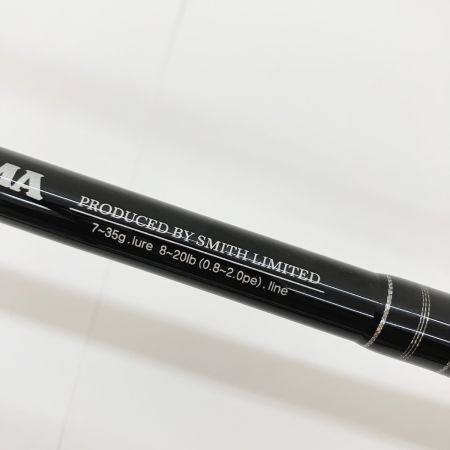 MA
PRODUCED BY SMITH LIMITED
7~35g.lure 8~20lb(0.8~2.0pe).line